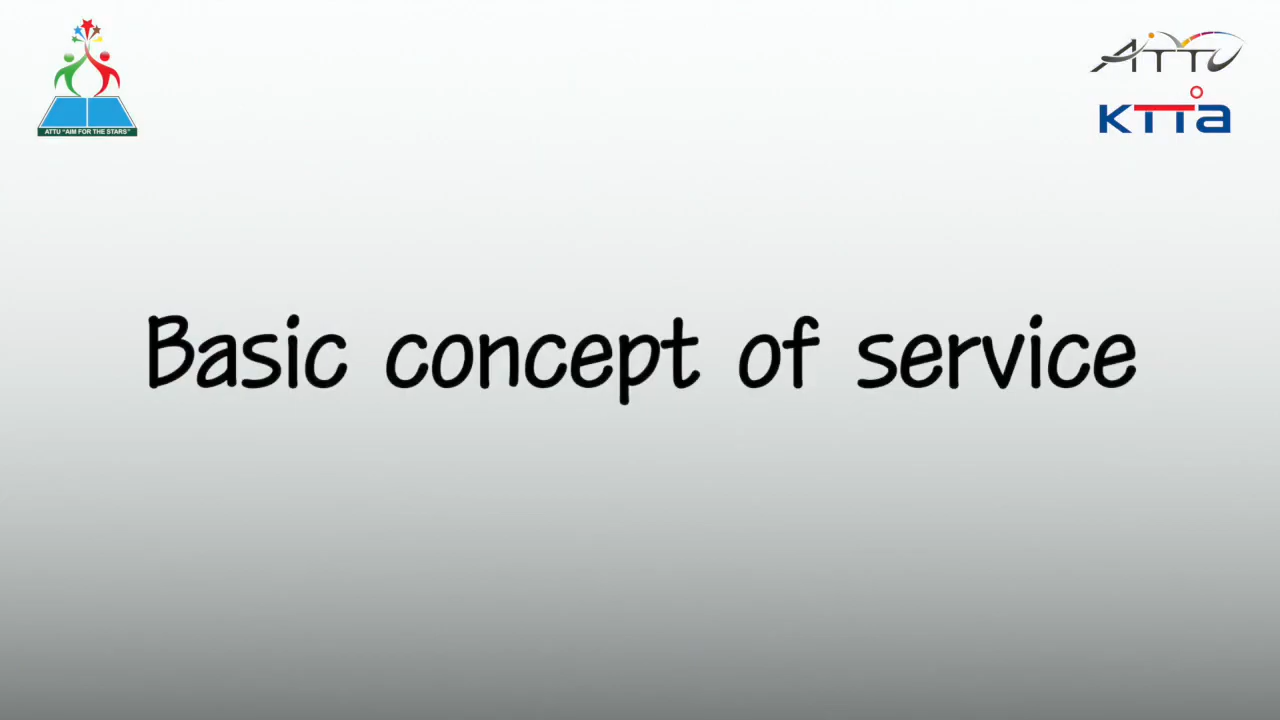 ATTU "AIM FOR THE STARS"
ATTU
KTTa
Basic concept of service